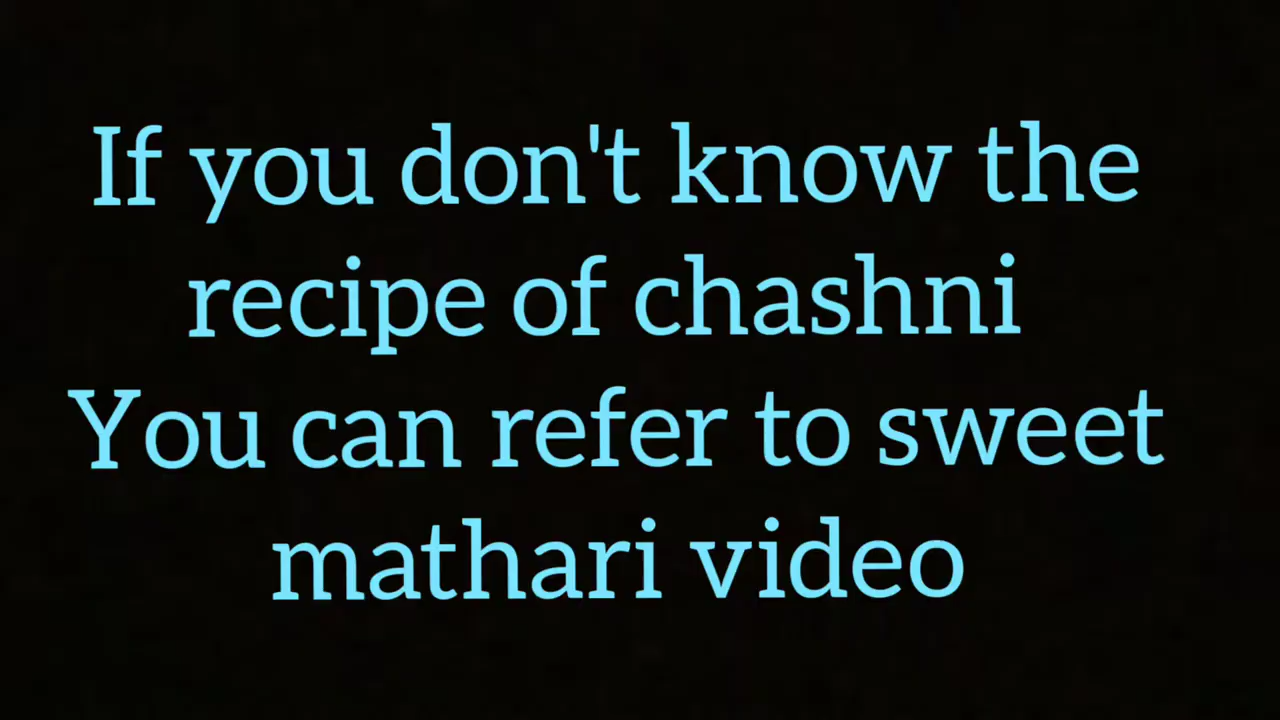 If you don't know the
recipe of chashni
You can refer to sweet
mathari video